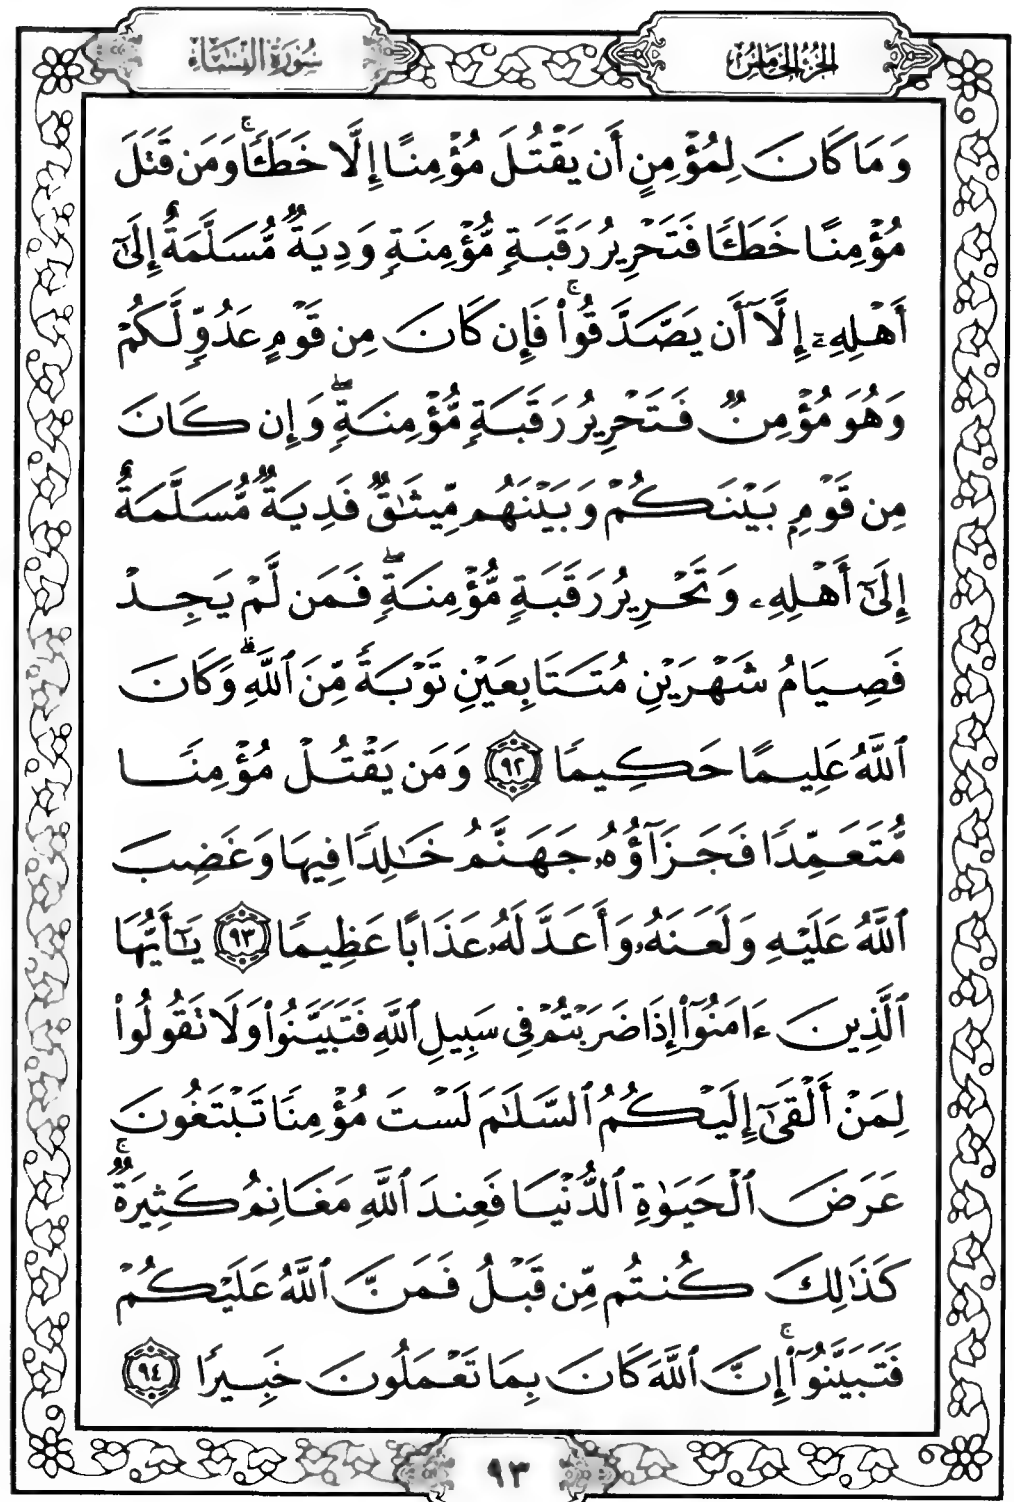 الجزء الخامس
سورة النساء
وَمَا كَانَ لِمُؤْمِنٍ أَن يَقْتُلَ مُؤْمِنًا إِلَّا خَطَـًٔاۚ وَمَن قَتَلَ
مُؤْمِنًا خَطَـًٔا فَتَحْرِيرُ رَقَبَةٍ مُّؤْمِنَةٍ وَدِيَةٌ مُّسَلَّمَةٌ إِلَىٰٓ
أَهْلِهِۦٓ إِلَّآ أَن يَصَّدَّقُوا۟ۚ فَإِن كَانَ مِن قَوْمٍ عَدُوٍّ لَّكُمْ
وَهُوَ مُؤْمِنٌ فَتَحْرِيرُ رَقَبَةٍ مُّؤْمِنَةٍۖ وَإِن كَانَ
مِن قَوْمٍۭ بَيْنَكُمْ وَبَيْنَهُم مِّيثَٰقٌ فَدِيَةٌ مُّسَلَّمَةٌ
إِلَىٰٓ أَهْلِهِۦ وَتَحْرِيرُ رَقَبَةٍ مُّؤْمِنَةٍۖ فَمَن لَّمْ يَجِدْ
فَصِيَامُ شَهْرَيْنِ مُتَتَابِعَيْنِ تَوْبَةً مِّنَ ٱللَّهِۗ وَكَانَ
ٱللَّهُ عَلِيمًا حَكِيمًا ٩٢ وَمَن يَقْتُلْ مُؤْمِنًا
مُّتَعَمِّدًا فَجَزَآؤُهُۥ جَهَنَّمُ خَٰلِدًا فِيهَا وَغَضِبَ
ٱللَّهُ عَلَيْهِ وَلَعَنَهُۥ وَأَعَدَّ لَهُۥ عَذَابًا عَظِيمًا ٩٣ يَٰٓأَيُّهَا
ٱلَّذِينَ ءَامَنُوٓا۟ إِذَا ضَرَبْتُمْ فِى سَبِيلِ ٱللَّهِ فَتَبَيَّنُوا۟ وَلَا تَقُولُوا۟
لِمَنْ أَلْقَىٰٓ إِلَيْكُمُ ٱلسَّلَٰمَ لَسْتَ مُؤْمِنًا تَبْتَغُونَ
عَرَضَ ٱلْحَيَوٰةِ ٱلدُّنْيَا فَعِندَ ٱللَّهِ مَغَانِمُ كَثِيرَةٌۚ
كَذَٰلِكَ كُنتُم مِّن قَبْلُ فَمَنَّ ٱللَّهُ عَلَيْكُمْ
فَتَبَيَّنُوٓا۟ۚ إِنَّ ٱللَّهَ كَانَ بِمَا تَعْمَلُونَ خَبِيرًا ٩٤
٩٣